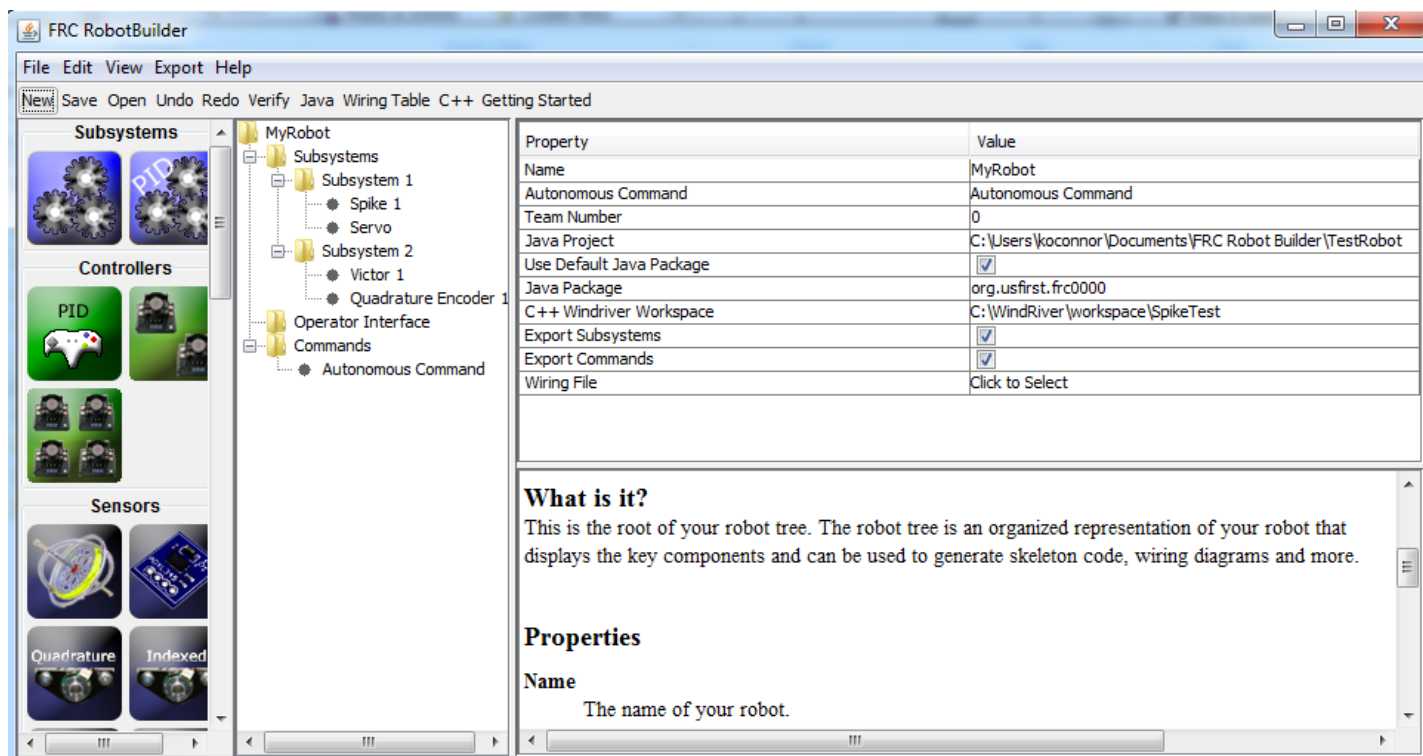 FRC RobotBuilder
File Edit View Export Help
New Save Open Undo Redo Verify Java Wiring Table C++ Getting Started
Subsystems
PID
Controllers
PID
Sensors
Quadrature
Indexed
MyRobot
Subsystems
Subsystem 1
Spike 1
Servo
Subsystem 2
Victor 1
Quadrature Encoder 1
Operator Interface
Commands
Autonomous Command
Property Value
Name MyRobot
Autonomous Command Autonomous Command
Team Number 0
Java Project C:\Users\koconnor\Documents\FRC Robot Builder\TestRobot
Use Default Java Package
Java Package org.usfirst.frc0000
C++ Windriver Workspace C:\WindRiver\workspace\SpikeTest
Export Subsystems
Export Commands
Wiring File Click to Select
What is it?
This is the root of your robot tree. The robot tree is an organized representation of your robot that
displays the key components and can be used to generate skeleton code, wiring diagrams and more.
Properties
Name
The name of your robot.